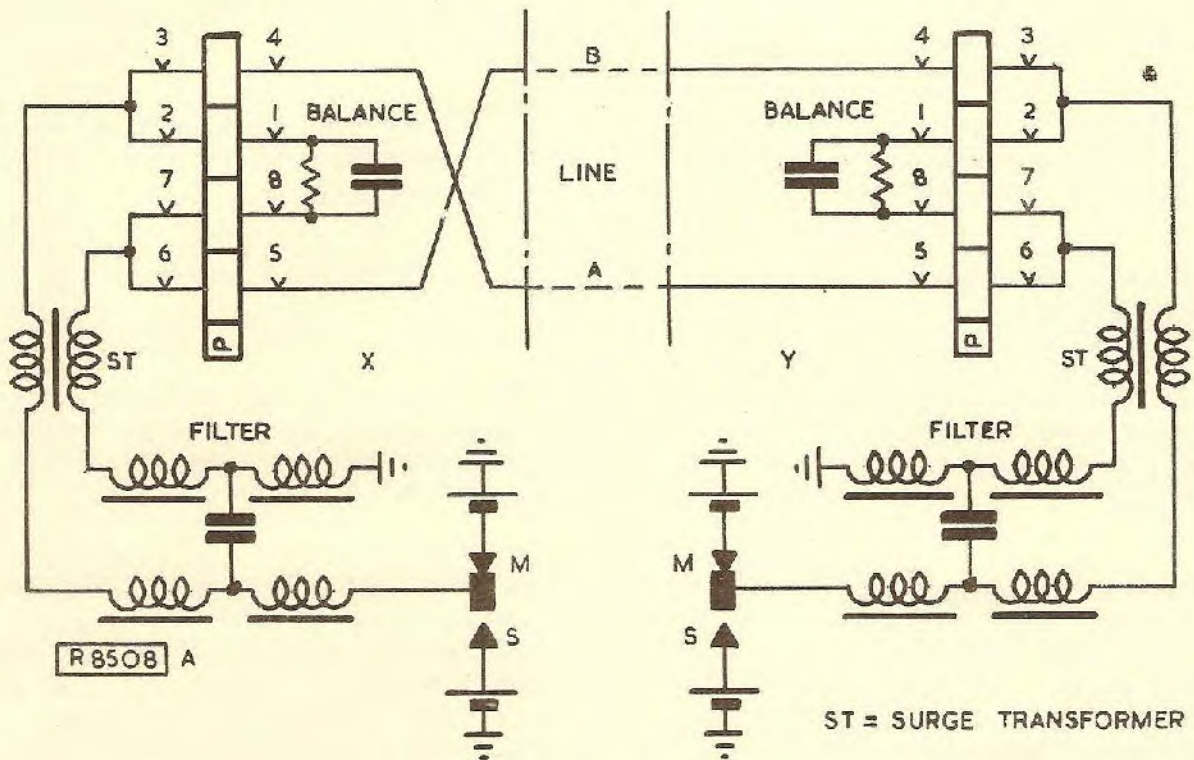 3 4 B 4 3
2 1 BALANCE BALANCE 1 2
7 8 LINE 8 7
6 5 A 5 6
P P
ST X Y ST
FILTER FILTER
M M
S S
R8508 A
ST = SURGE TRANSFORMER